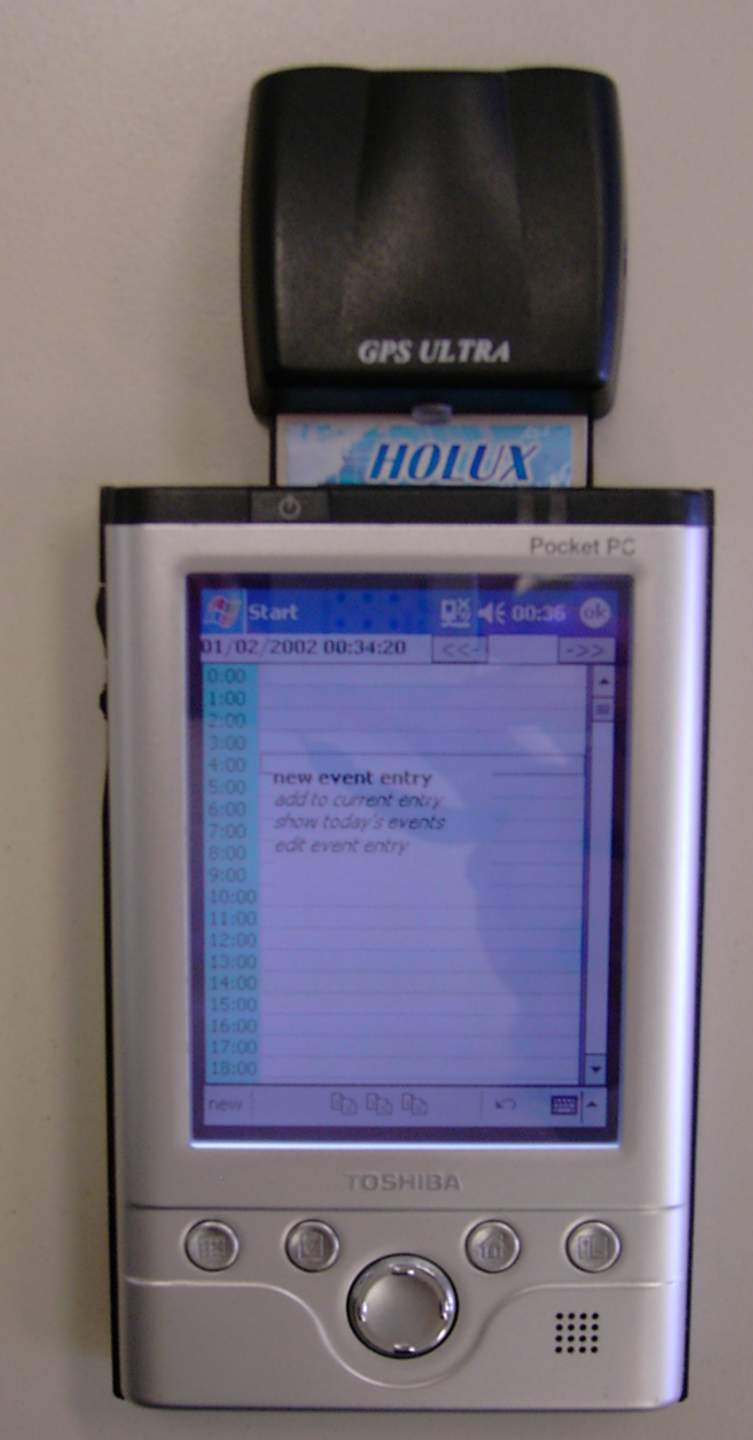 GPS ULTRA
HOLUX
Pocket PC
Start 00:36 ok
01/02/2002 00:34:20 <<- ->>
0:00
1:00
2:00
3:00
4:00
new event entry
5:00
add to current entry
6:00
show today's events
7:00
edit event entry
8:00
9:00
10:00
11:00
12:00
13:00
14:00
15:00
16:00
17:00
18:00
new
TOSHIBA